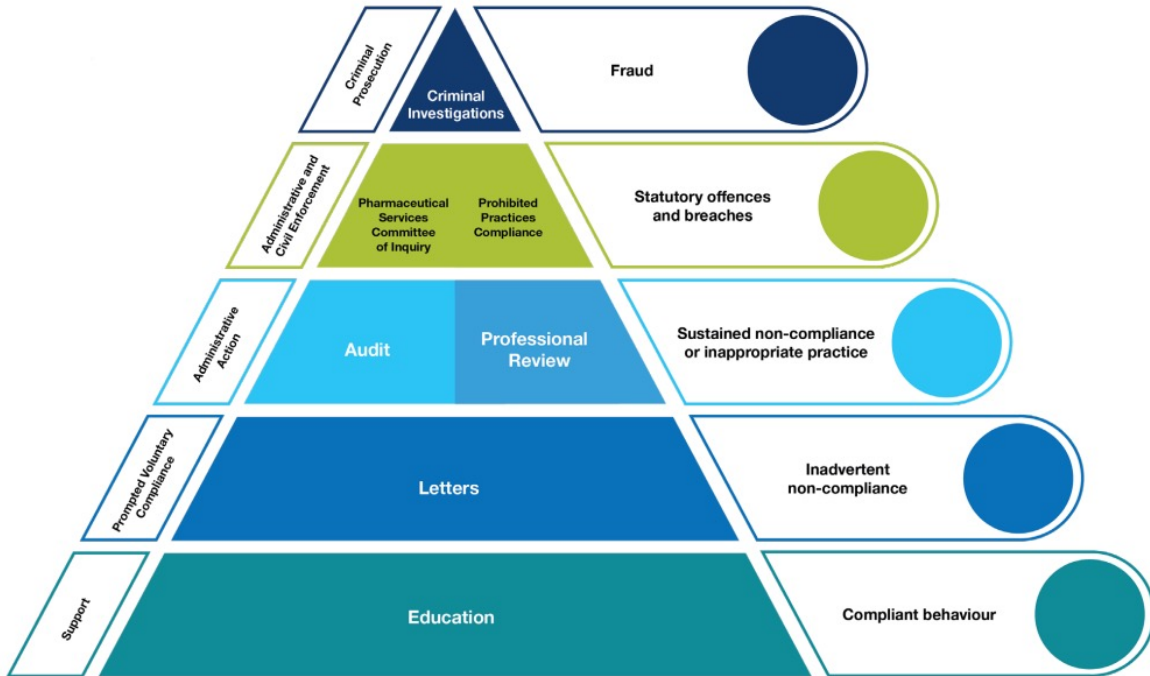 Criminal
Prosecution
Criminal
Investigations
Fraud
Administrative and
Civil Enforcement
Pharmaceutical
Services
Committee
of Inquiry
Prohibited
Practices
Compliance
Statutory offences
and breaches
Administrative
Action
Audit
Professional
Review
Sustained non-compliance
or inappropriate practice
Prompted Voluntary
Compliance
Letters
Inadvertent
non-compliance
Support
Education
Compliant behaviour